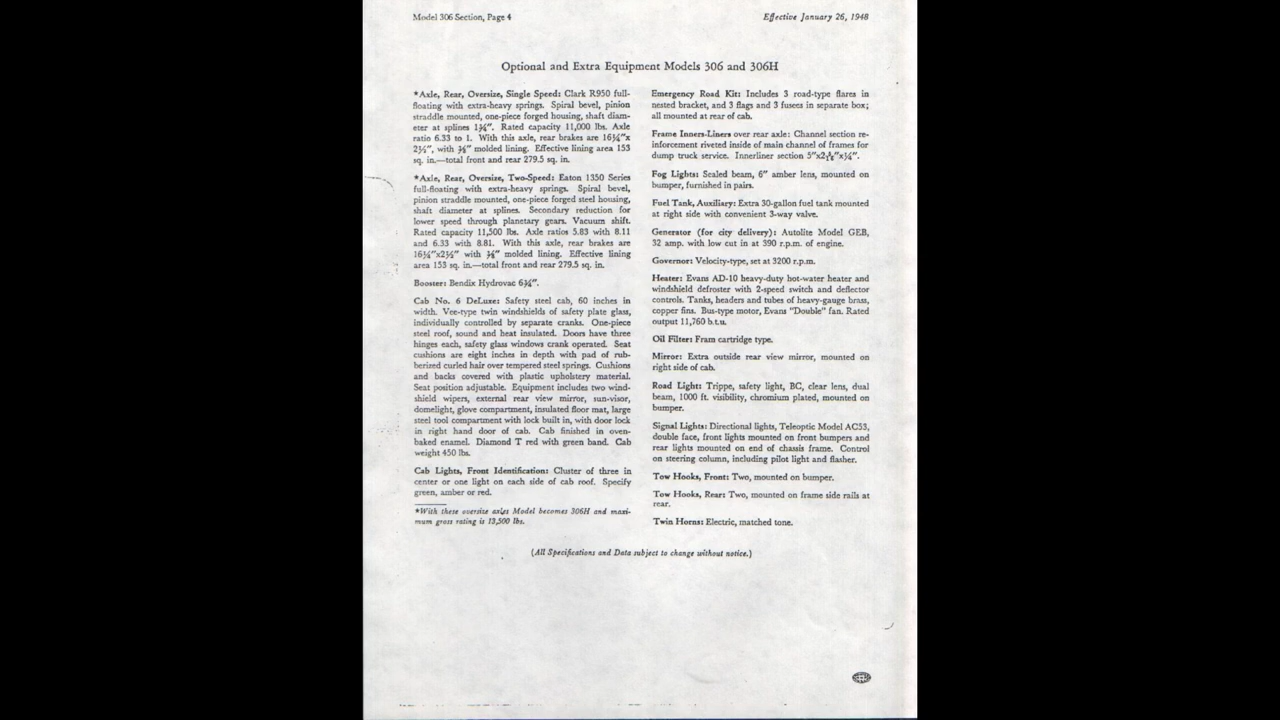 Model 306 Section, Page 4
Effective January 26, 1948
Optional and Extra Equipment Models 306 and 306H
*Axle, Rear, Oversize, Single Speed: Clark R950 full-
floating with extra-heavy springs. Spiral bevel, pinion
straddle mounted, one-piece forged housing, shaft diam-
eter at splines 1¾". Rated capacity 11,000 lbs. Axle
ratio 6.33 to 1. With this axle, rear brakes are 16¼"x
2½", with ⅜" molded lining. Effective lining area 153
sq. in.—total front and rear 279.5 sq. in.
*Axle, Rear, Oversize, Two-Speed: Eaton 1350 Series
full-floating with extra-heavy springs. Spiral bevel,
pinion straddle mounted, one-piece forged steel housing,
shaft diameter at splines. Secondary reduction for
lower speed through planetary gears. Vacuum shift.
Rated capacity 11,500 lbs. Axle ratios 5.83 with 8.11
and 6.33 with 8.81. With this axle, rear brakes are
16¼"x2½" with ⅜" molded lining. Effective lining
area 153 sq. in.—total front and rear 279.5 sq. in.
Booster: Bendix Hydrovac 6¾".
Cab No. 6 DeLuxe: Safety steel cab, 60 inches in
width. Vee-type twin windshields of safety plate glass,
individually controlled by separate cranks. One-piece
steel roof, sound and heat insulated. Doors have three
hinges each, safety glass windows crank operated. Seat
cushions are eight inches in depth with pad of rub-
berized curled hair over tempered steel springs. Cushions
and backs covered with plastic upholstery material.
Seat position adjustable. Equipment includes two wind-
shield wipers, external rear view mirror, sun-visor,
domelight, glove compartment, insulated floor mat, large
steel tool compartment with lock built in, with door lock
in right hand door of cab. Cab finished in oven-
baked enamel. Diamond T red with green band. Cab
weight 450 lbs.
Cab Lights, Front Identification: Cluster of three in
center or one light on each side of cab roof. Specify
green, amber or red.
*With these oversize axles Model becomes 306H and maxi-
mum gross rating is 13,500 lbs.
Emergency Road Kit: Includes 3 road-type flares in
nested bracket, and 3 flags and 3 fusees in separate box;
all mounted at rear of cab.
Frame Inners-Liners over rear axle: Channel section re-
inforcement riveted inside of main channel of frames for
dump truck service. Innerliner section
Fog Lights: Sealed beam, 6" amber lens, mounted on
bumper, furnished in pairs.
Fuel Tank, Auxiliary: Extra 30-gallon fuel tank mounted
at right side with convenient 3-way valve.
Generator (for city delivery): Autolite Model GEB,
32 amp. with low cut in at 390 r.p.m. of engine.
Governor: Velocity-type, set at 3200 r.p.m.
Heater: Evans AD-10 heavy-duty hot-water heater and
windshield defroster with 2-speed switch and deflector
controls. Tanks, headers and tubes of heavy-gauge brass,
copper fins. Bus-type motor, Evans "Double" fan. Rated
output 11,760 b.t.u.
Oil Filter: Fram cartridge type.
Mirror: Extra outside rear view mirror, mounted on
right side of cab.
Road Light: Trippe, safety light, BC, clear lens, dual
beam, 1000 ft. visibility, chromium plated, mounted on
bumper.
Signal Lights: Directional lights, Teleoptic Model AC53,
double face, front lights mounted on front bumpers and
rear lights mounted on end of chassis frame. Control
on steering column, including pilot light and flasher.
Tow Hooks, Front: Two, mounted on bumper.
Tow Hooks, Rear: Two, mounted on frame side rails at
rear.
Twin Horns: Electric, matched tone.
(All Specifications and Data subject to change without notice.)